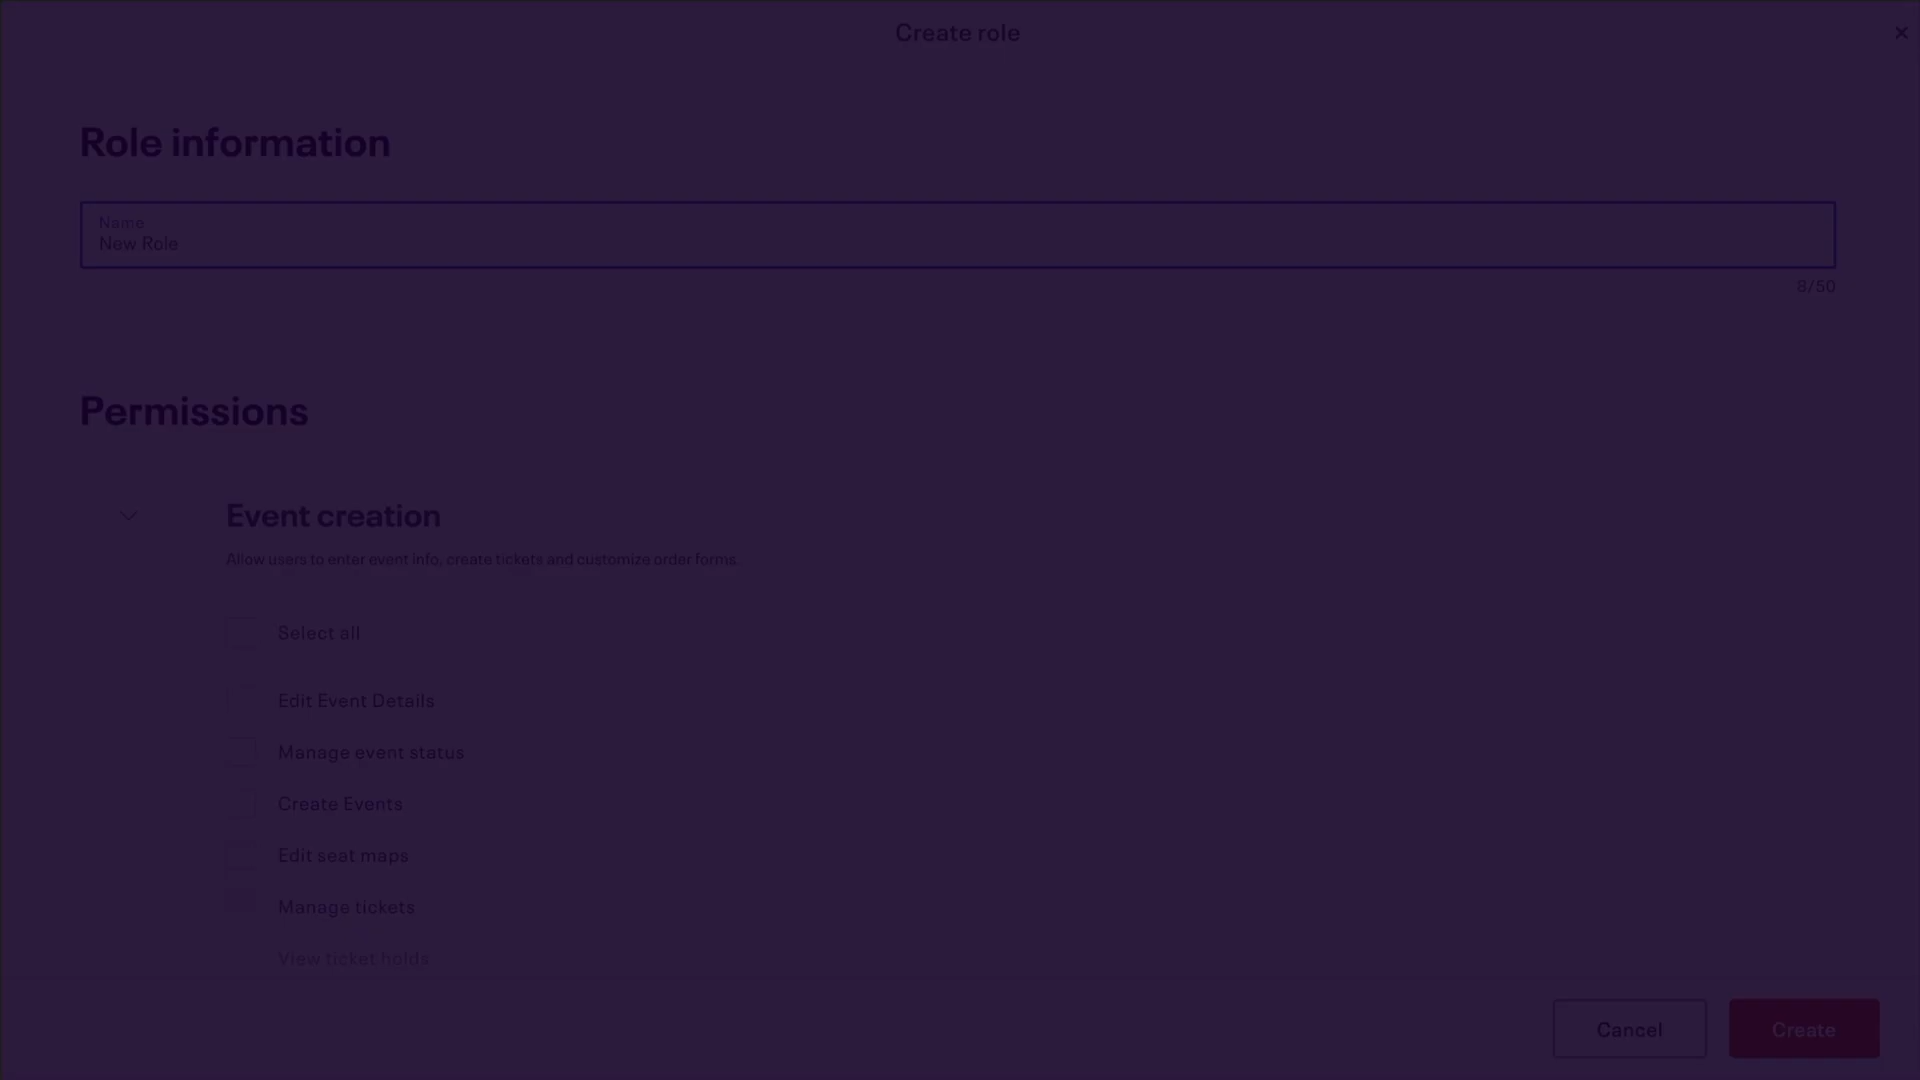 Create role
Role information
Name
New Role
8/50
Permissions
Event creation
Allow users to enter event info, create tickets and customize order forms.
Select all
Edit Event Details
Manage event status
Create Events
Edit seat maps
Manage tickets
View ticket holds
Cancel
Create